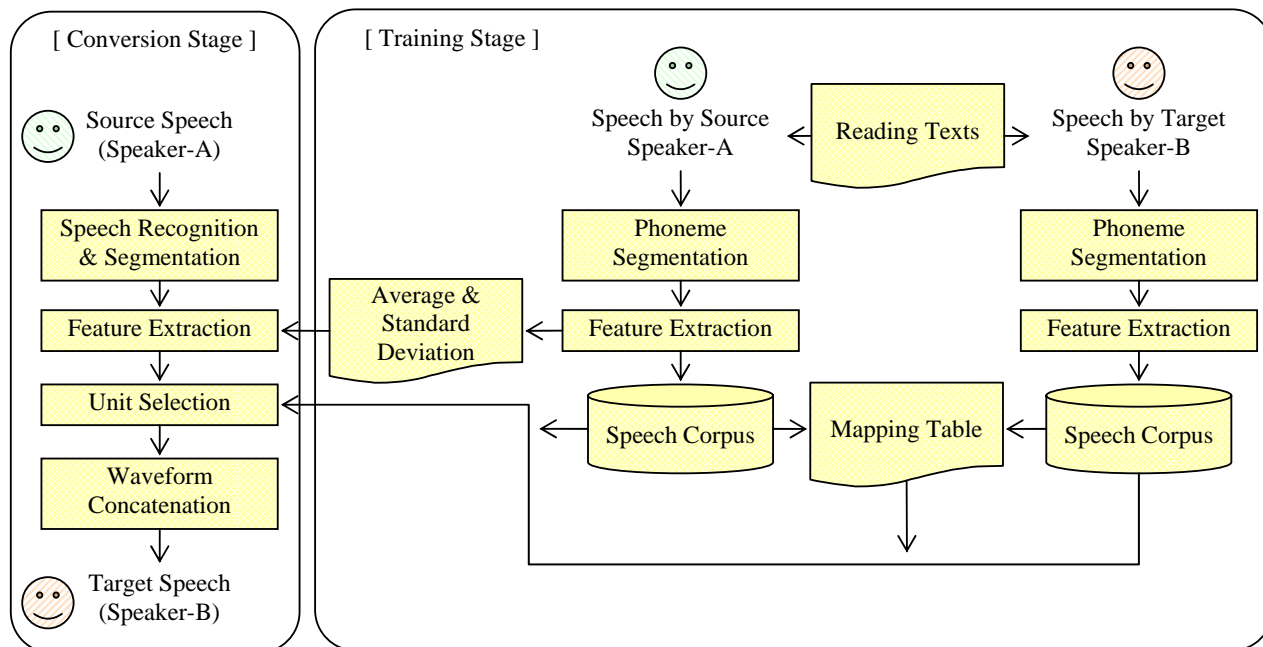 [ Conversion Stage ]
Source Speech
(Speaker-A)
Speech Recognition
& Segmentation
Feature Extraction
Unit Selection
Waveform
Concatenation
Target Speech
(Speaker-B)
[ Training Stage ]
Speech by Source
Speaker-A
Reading Texts
Speech by Target
Speaker-B
Phoneme
Segmentation
Phoneme
Segmentation
Average &
Standard
Deviation
Feature Extraction
Feature Extraction
Speech Corpus
Mapping Table
Speech Corpus